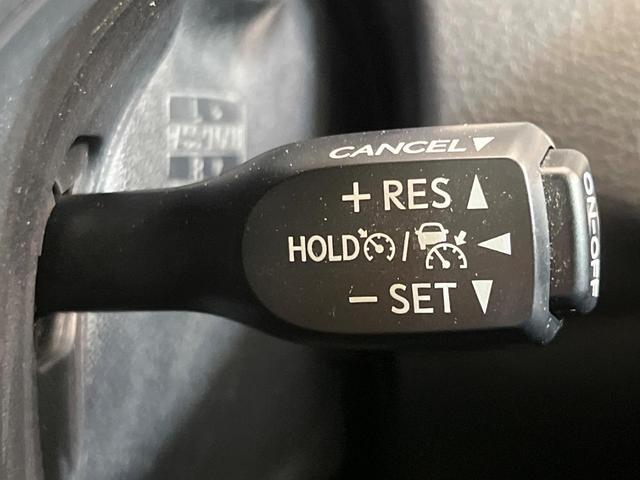 CANCEL▼
+ RES ▲
HOLD / ◀
− SET ▼
ON-OFF